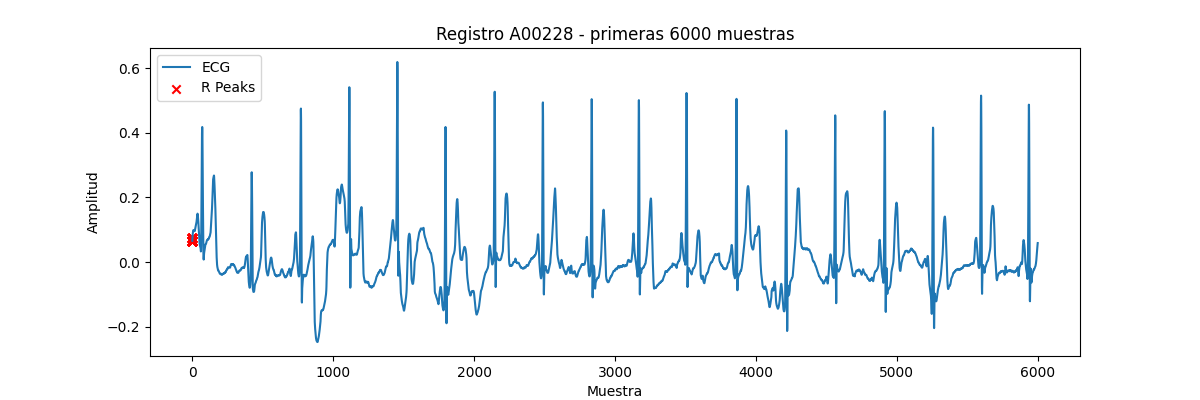 Registro A00228 - primeras 6000 muestras
ECG
R Peaks
Amplitud
0.6
0.4
0.2
0.0
−0.2
0 1000 2000 3000 4000 5000 6000
Muestra